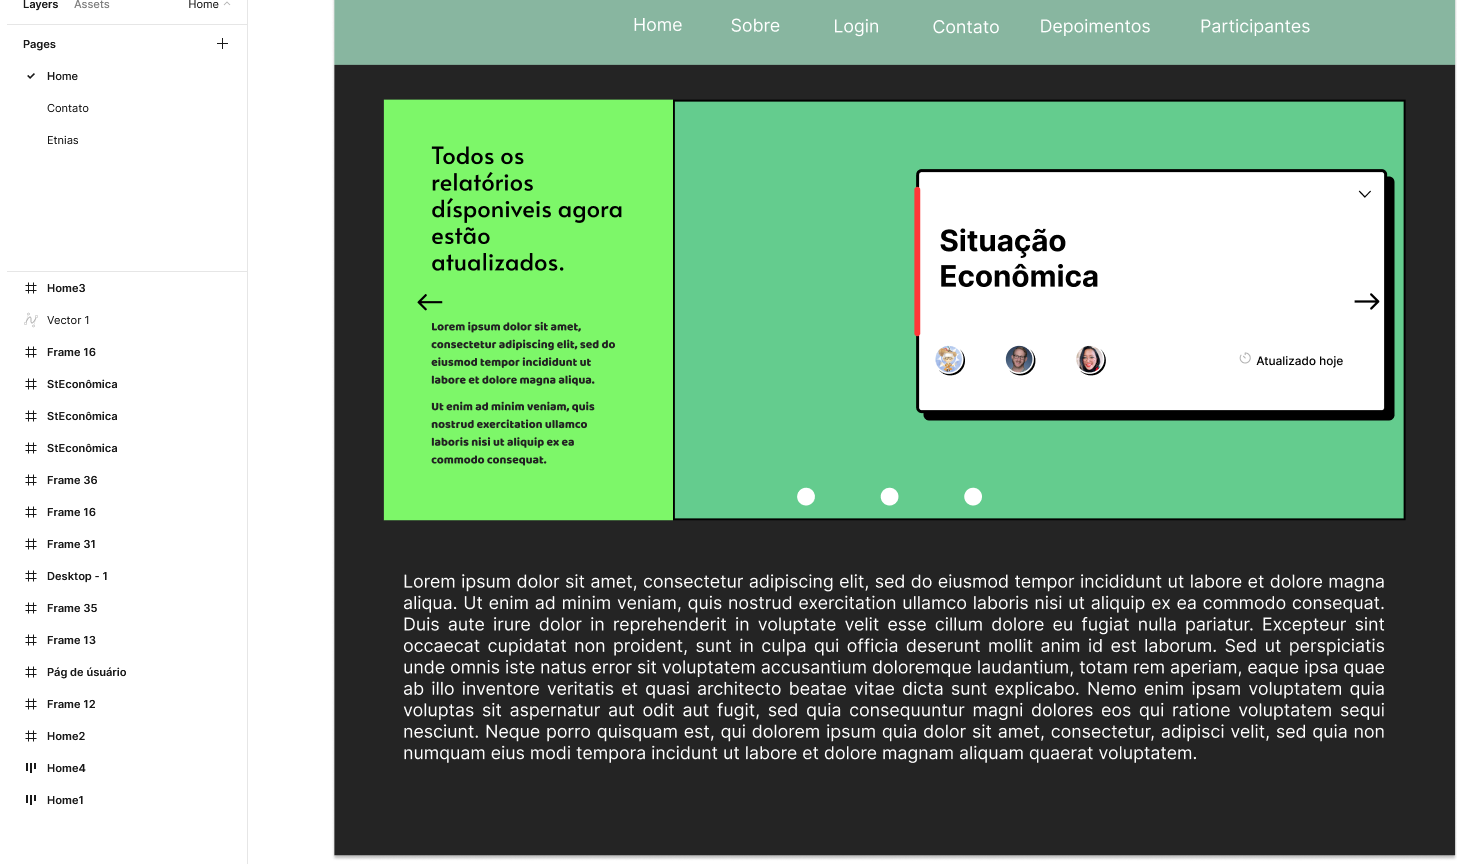 Layers Assets Home
Pages
Home
Contato
Etnias
Home3
Vector 1
Frame 16
StEconômica
StEconômica
StEconômica
Frame 36
Frame 16
Frame 31
Desktop - 1
Frame 35
Frame 13
Pág de úsuário
Frame 12
Home2
Home4
Home1
Home Sobre Login Contato Depoimentos Participantes
Todos os
relatórios
dísponiveis agora
estão
atualizados.
Lorem ipsum dolor sit amet,
consectetur adipiscing elit, sed do
eiusmod tempor incididunt ut
labore et dolore magna aliqua.
Ut enim ad minim veniam, quis
nostrud exercitation ullamco
laboris nisi ut aliquip ex ea
commodo consequat.
Situação
Econômica
Atualizado hoje
Lorem ipsum dolor sit amet, consectetur adipiscing elit, sed do eiusmod tempor incididunt ut labore et dolore magna
aliqua. Ut enim ad minim veniam, quis nostrud exercitation ullamco laboris nisi ut aliquip ex ea commodo consequat.
Duis aute irure dolor in reprehenderit in voluptate velit esse cillum dolore eu fugiat nulla pariatur. Excepteur sint
occaecat cupidatat non proident, sunt in culpa qui officia deserunt mollit anim id est laborum. Sed ut perspiciatis
unde omnis iste natus error sit voluptatem accusantium doloremque laudantium, totam rem aperiam, eaque ipsa quae
ab illo inventore veritatis et quasi architecto beatae vitae dicta sunt explicabo. Nemo enim ipsam voluptatem quia
voluptas sit aspernatur aut odit aut fugit, sed quia consequuntur magni dolores eos qui ratione voluptatem sequi
nesciunt. Neque porro quisquam est, qui dolorem ipsum quia dolor sit amet, consectetur, adipisci velit, sed quia non
numquam eius modi tempora incidunt ut labore et dolore magnam aliquam quaerat voluptatem.